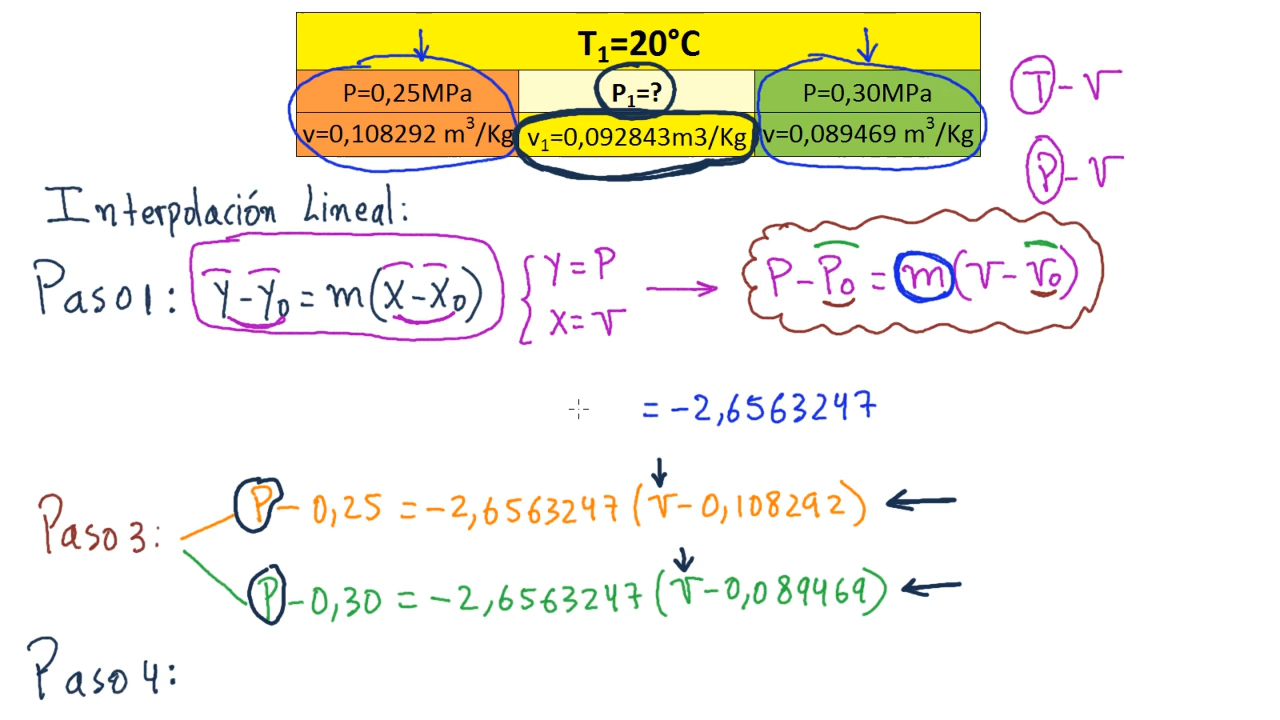 T₁=20°C
P=0,25MPa P₁=? P=0,30MPa
v=0,108292 m³/Kg v₁=0,092843m3/Kg v=0,089469 m³/Kg
T-v
P-v
Interpolación Lineal:
Paso1: Y-Y₀=m(X-X₀) { Y=P → P-P₀=m(v-v₀)
X=v
=-2,6563247
Paso3: P-0,25=-2,6563247(v-0,108292) ←
P-0,30=-2,6563247(v-0,089469) ←
Paso4: